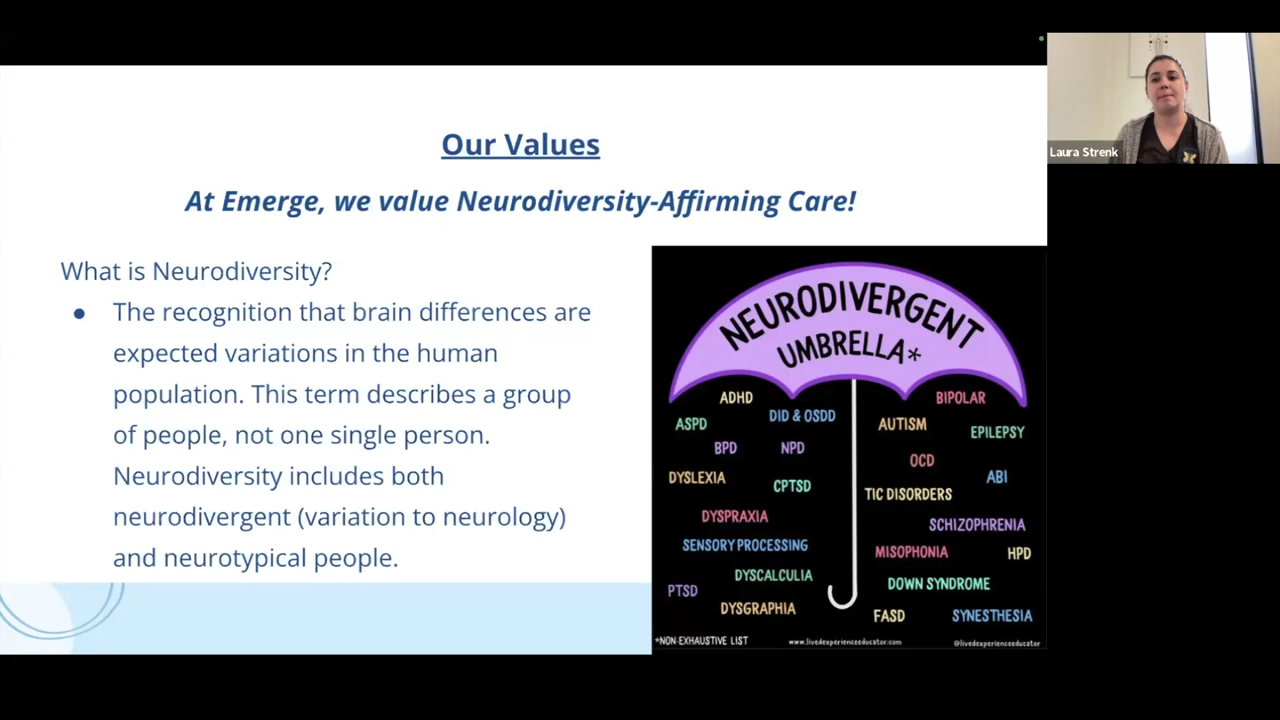 Our Values
At Emerge, we value Neurodiversity-Affirming Care!
What is Neurodiversity?
● The recognition that brain differences are
expected variations in the human
population. This term describes a group
of people, not one single person.
Neurodiversity includes both
neurodivergent (variation to neurology)
and neurotypical people.
NEURODIVERGENT
UMBRELLA*
ADHD
ASPD
DID & OSDD
BPD
NPD
DYSLEXIA
CPTSD
DYSPRAXIA
SENSORY PROCESSING
DYSCALCULIA
PTSD
DYSGRAPHIA
BIPOLAR
AUTISM
EPILEPSY
OCD
ABI
TIC DISORDERS
SCHIZOPHRENIA
MISOPHONIA
HPD
DOWN SYNDROME
FASD
SYNESTHESIA
*NON-EXHAUSTIVE LIST
www.livedexperienceeducator.com
@livedexperienceeducator
Laura Strenk